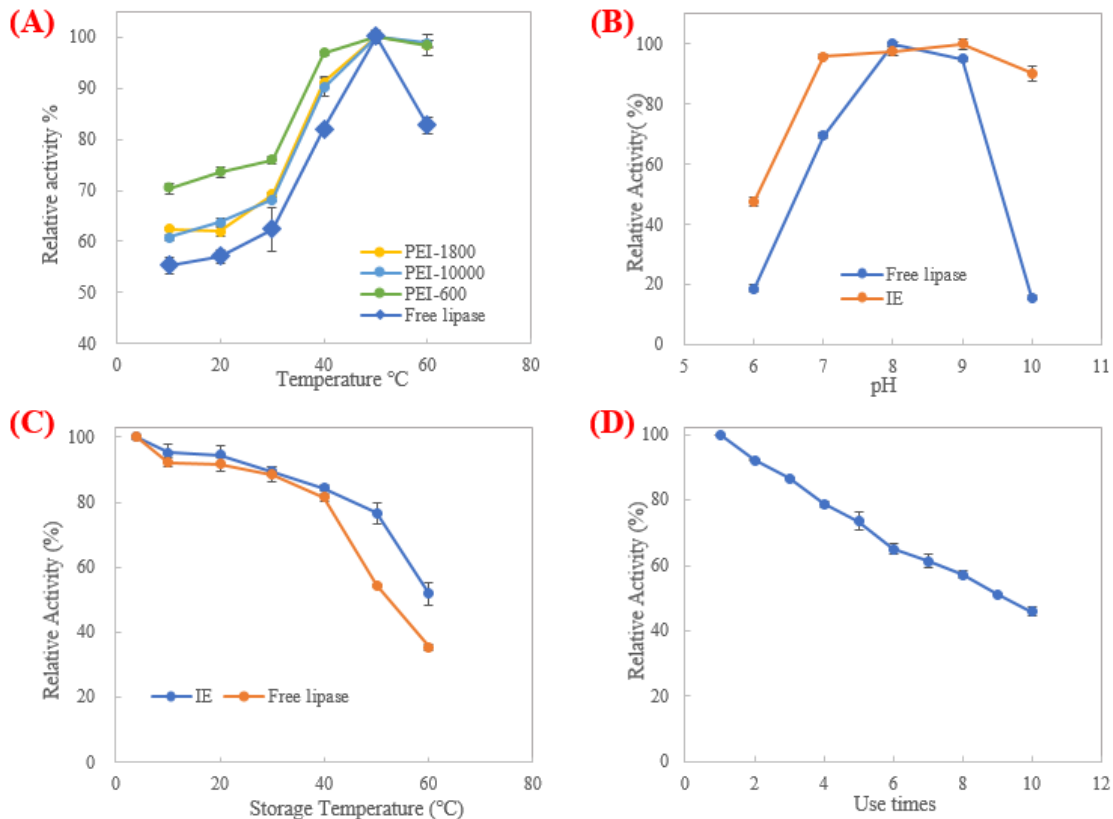 (A)
Relative activity %
100
90
80
70
60
50
40
PEI-1800
PEI-10000
PEI-600
Free lipase
0 20 40 60 80
Temperature °C
(B)
Relative Activity( %)
100
80
60
40
20
0
Free lipase
IE
5 6 7 8 9 10 11
pH
(C)
Relative Activity (%)
100
80
60
40
20
0
IE Free lipase
0 20 40 60 80
Storage Temperature (°C)
(D)
Relative Activity (%)
100
80
60
40
20
0
0 2 4 6 8 10 12
Use times